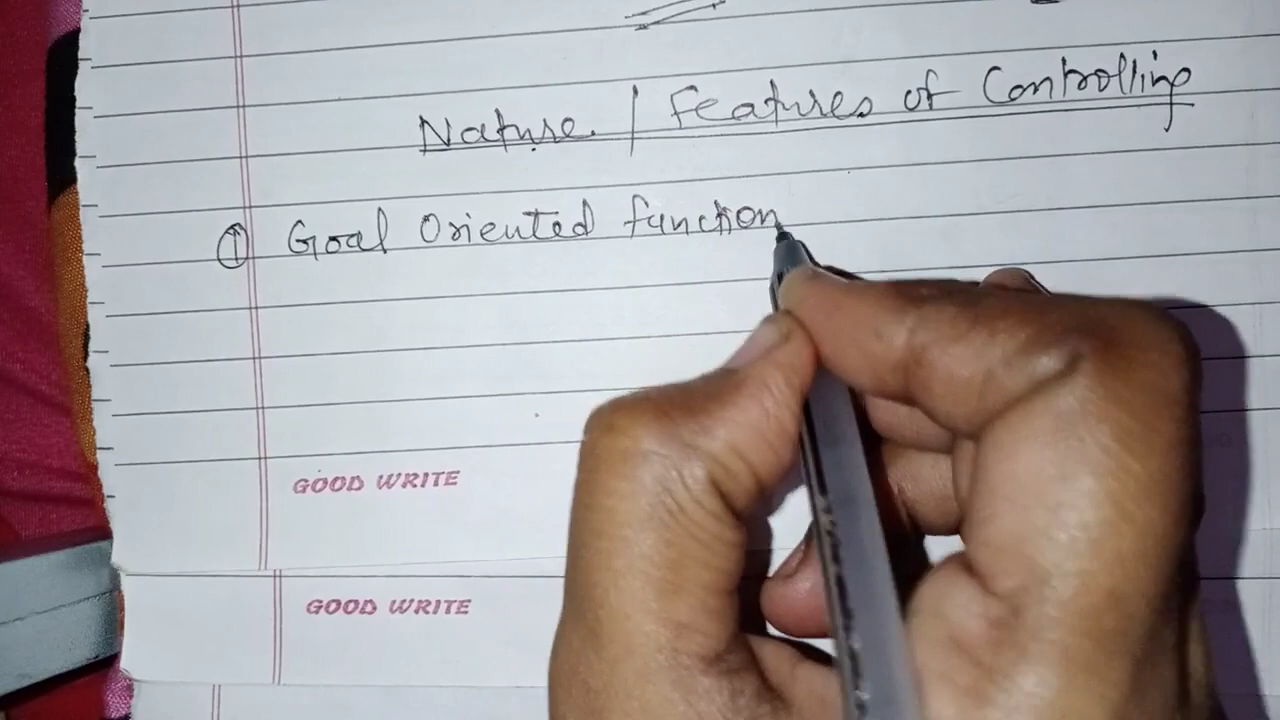 Nature / Features of Controlling
① Goal Oriented function
GOOD WRITE
GOOD WRITE